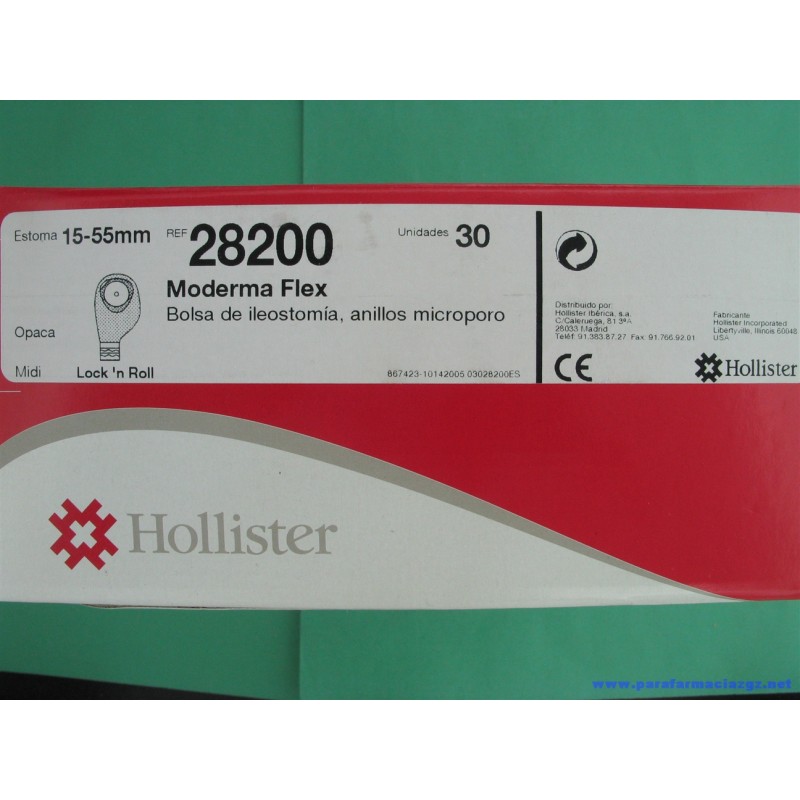 Estoma 15-55mm
REF 28200
Unidades 30
Moderma Flex
Bolsa de ileostomía, anillos microporo
Opaca
Midi
Lock 'n Roll
867423-10142005 03028200ES
Distribuido por:
Hollister Ibérica, s.a.
C/Caleruega, 81 3ºA
28033 Madrid
Teléf. 91.383.87.27 Fax: 91.766.92.01
Fabricante
Hollister Incorporated
Libertyville, Illinois 60048
USA
CE
Hollister
Hollister
www.parafarmaciazgz.net